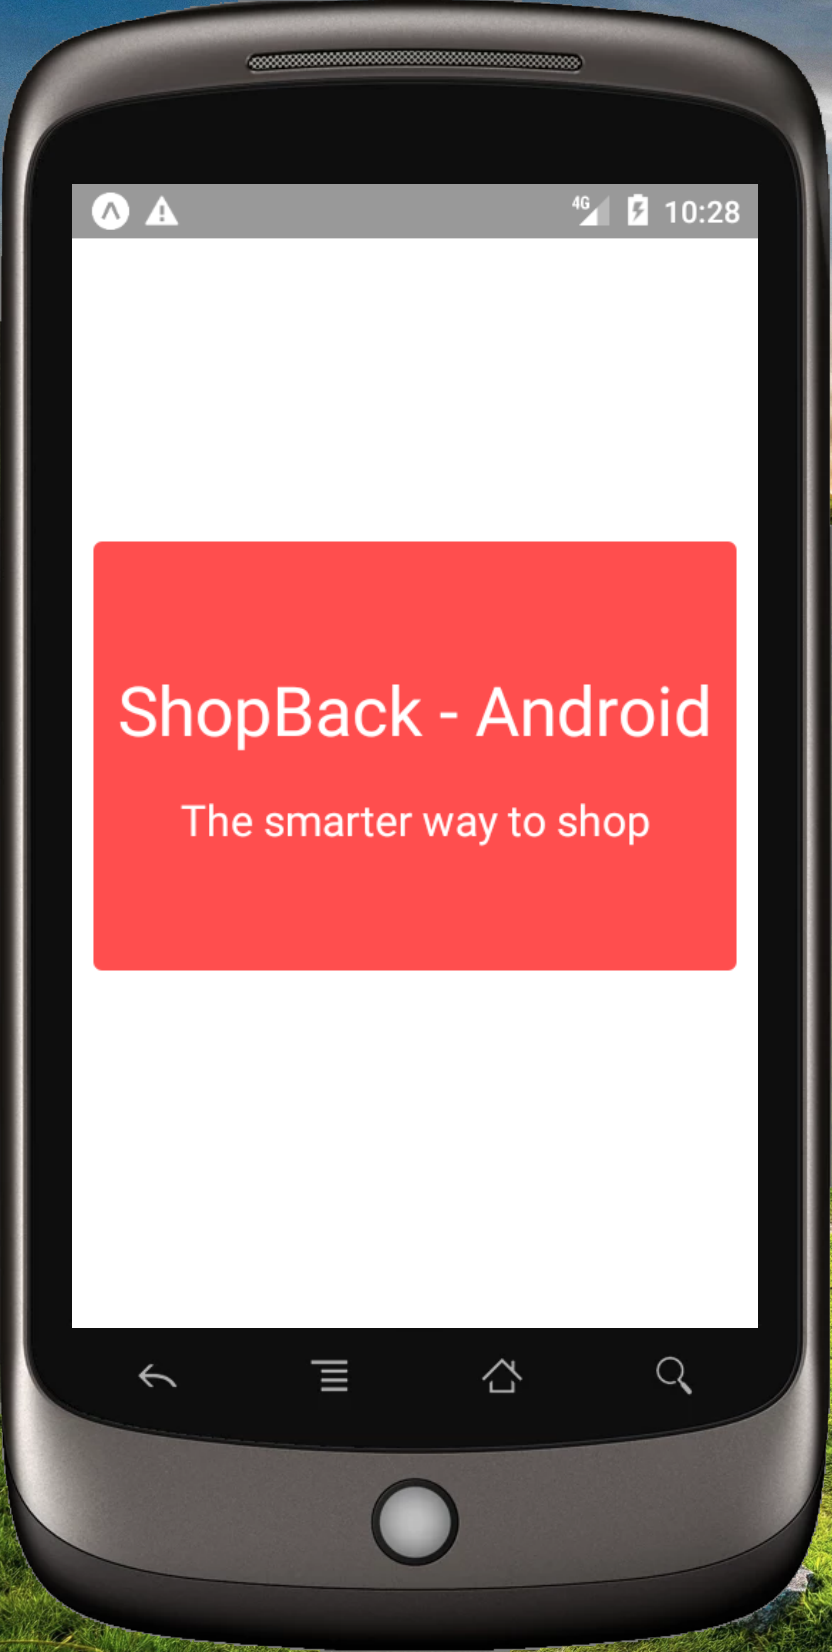 4G 10:28
ShopBack - Android
The smarter way to shop